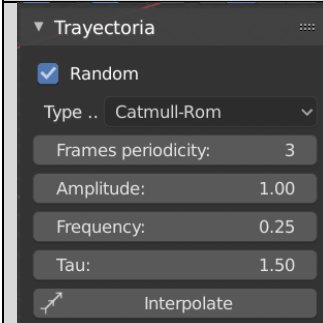 Trayectoria
Random
Type .. Catmull-Rom
Frames periodicity: 3
Amplitude: 1.00
Frequency: 0.25
Tau: 1.50
Interpolate